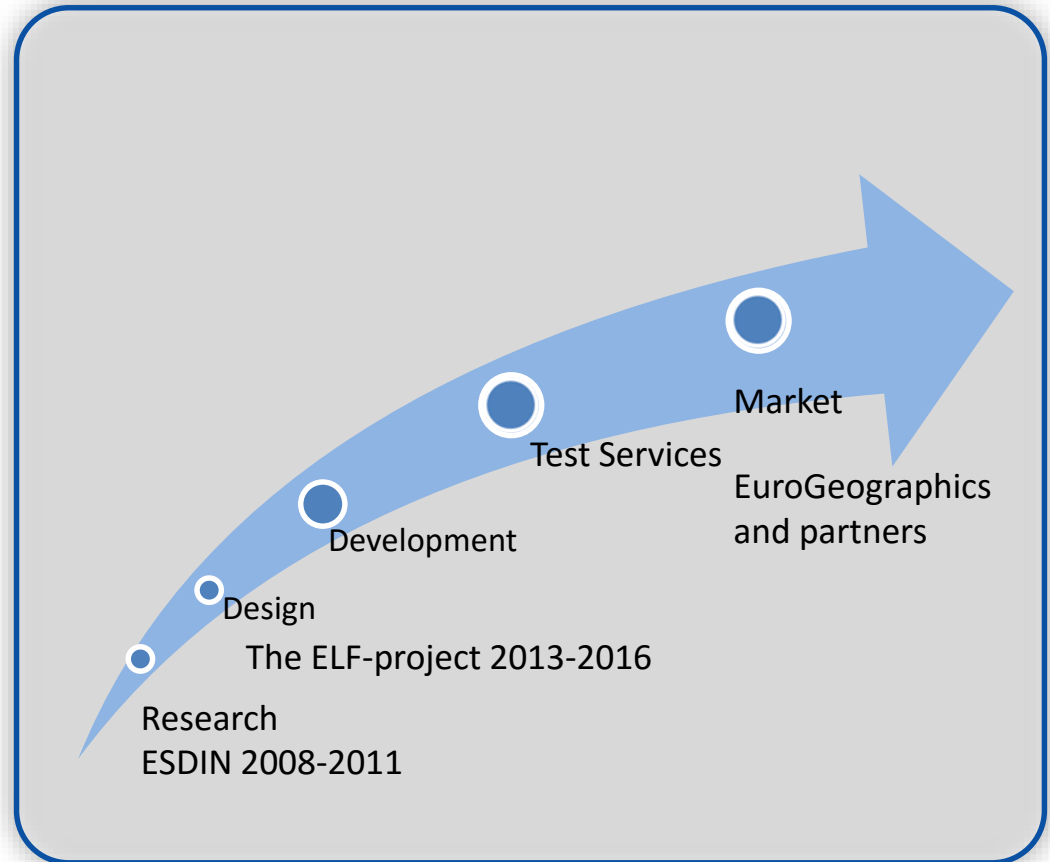 Market
Test Services
EuroGeographics
and partners
Development
Design
The ELF-project 2013-2016
Research
ESDIN 2008-2011